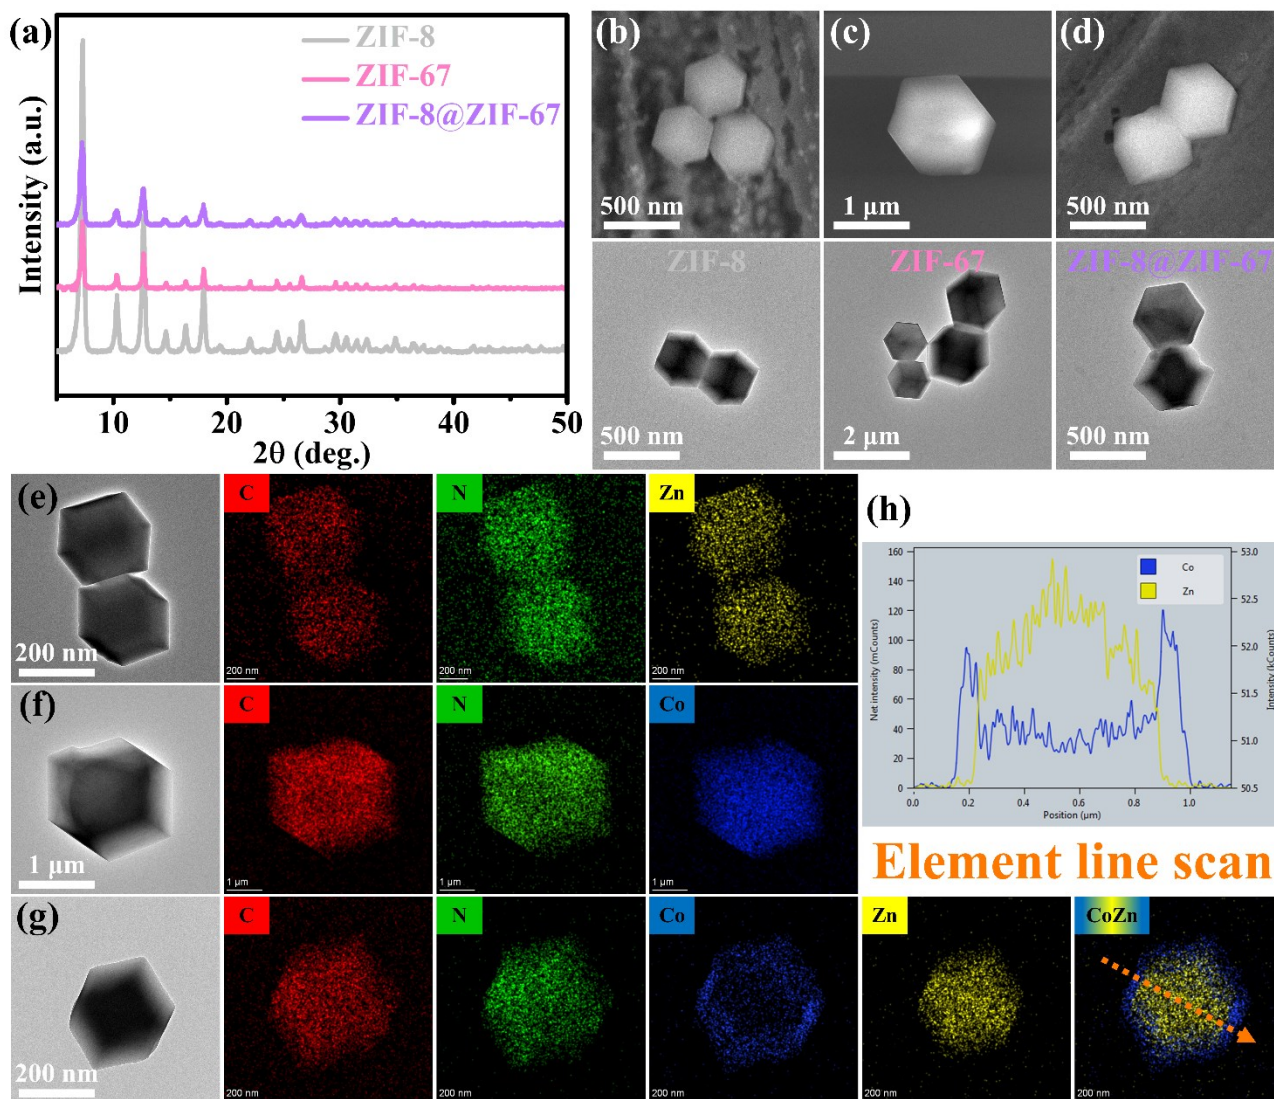 (a)
ZIF-8
ZIF-67
ZIF-8@ZIF-67
Intensity (a.u.)
10 20 30 40 50
2θ (deg.)
(b)
500 nm
(c)
1 μm
(d)
500 nm
ZIF-8
500 nm
ZIF-67
2 μm
ZIF-8@ZIF-67
500 nm
(e)
200 nm
C
200 nm
N
200 nm
Zn
200 nm
(f)
1 μm
C
1 μm
N
1 μm
Co
1 μm
(h)
160
140
120
100
80
60
40
20
0
Net intensity (mCounts)
Co
Zn
53.0
52.5
52.0
51.5
51.0
50.5
Intensity (kCounts)
0.0 0.2 0.4 0.6 0.8 1.0
Position (μm)
Element line scan
(g)
200 nm
C
200 nm
N
200 nm
Co
200 nm
Zn
200 nm
CoZn
200 nm